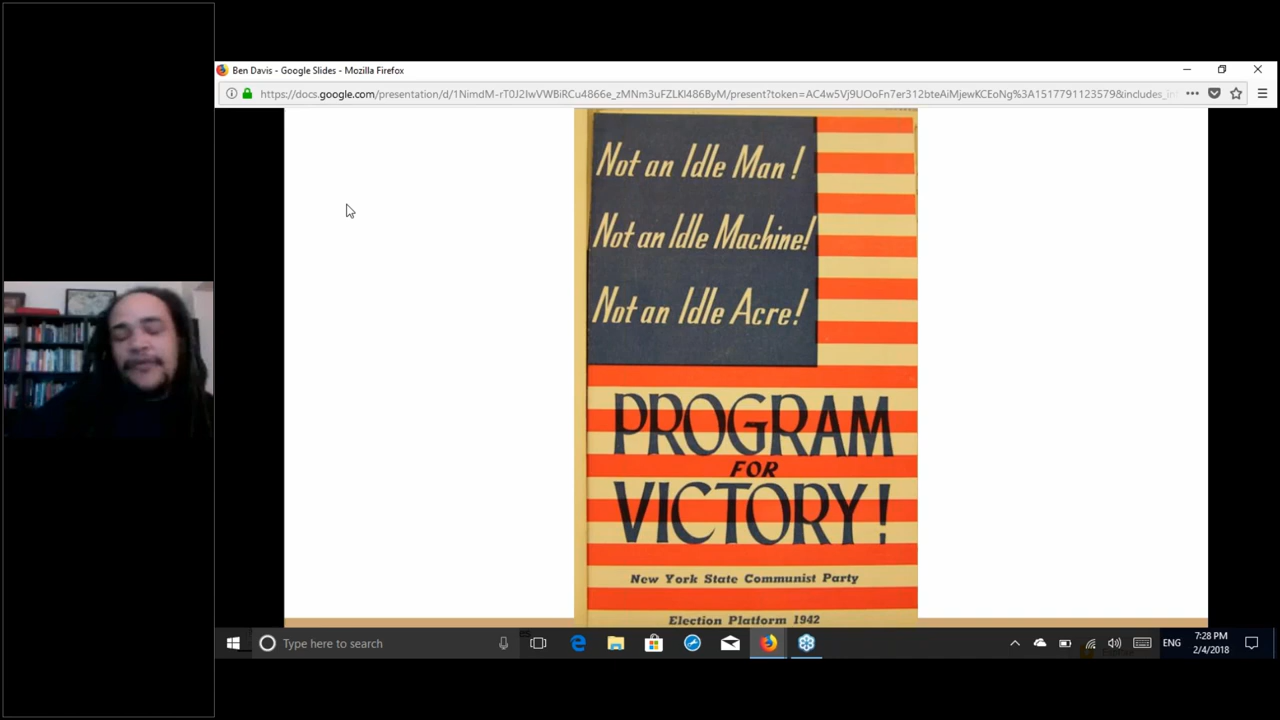 Ben Davis - Google Slides - Mozilla Firefox
Not an Idle Man!
Not an Idle Machine!
Not an Idle Acre!
PROGRAM
FOR
VICTORY!
New York State Communist Party
Election Platform 1942
Type here to search
ENG
7:28 PM
2/4/2018